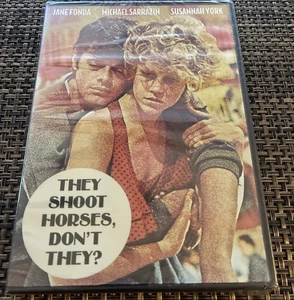 JANE FONDA MICHAEL SARRAZIN SUSANNAH YORK
THEY
SHOOT
HORSES,
DON'T
THEY?